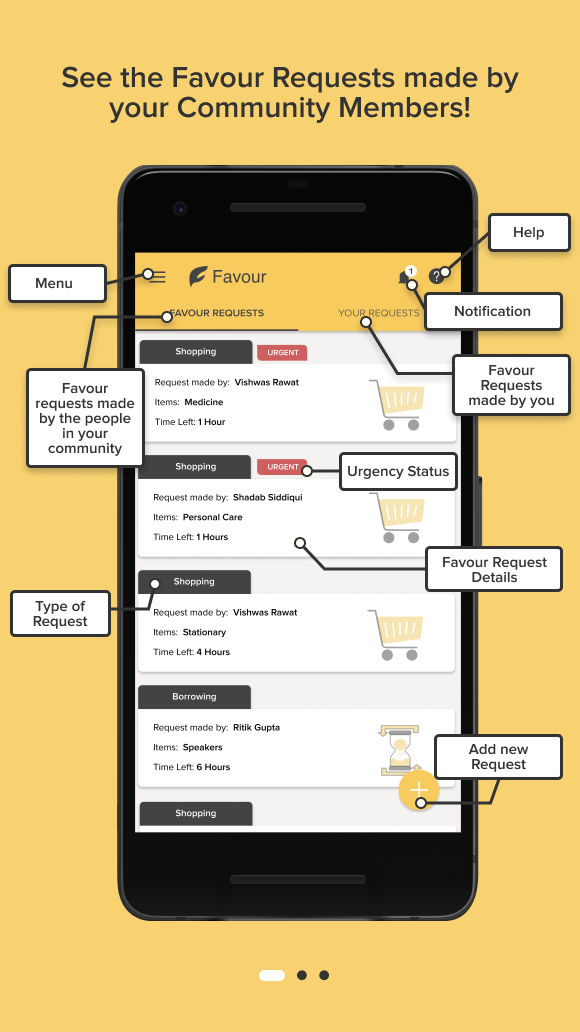 See the Favour Requests made by
your Community Members!
Help
Menu
Favour
1
?
Notification
FAVOUR REQUESTS
YOUR REQUESTS
Shopping
URGENT
Favour
Requests
made by you
Favour
requests made
by the people
in your
community
Request made by: Vishwas Rawat
Items: Medicine
Time Left: 1 Hour
Shopping
URGENT
Urgency Status
Request made by: Shadab Siddiqui
Items: Personal Care
Time Left: 1 Hours
Favour Request
Details
Shopping
Type of
Request
Request made by: Vishwas Rawat
Items: Stationary
Time Left: 4 Hours
Borrowing
Request made by: Ritik Gupta
Items: Speakers
Time Left: 6 Hours
Add new
Request
+
Shopping